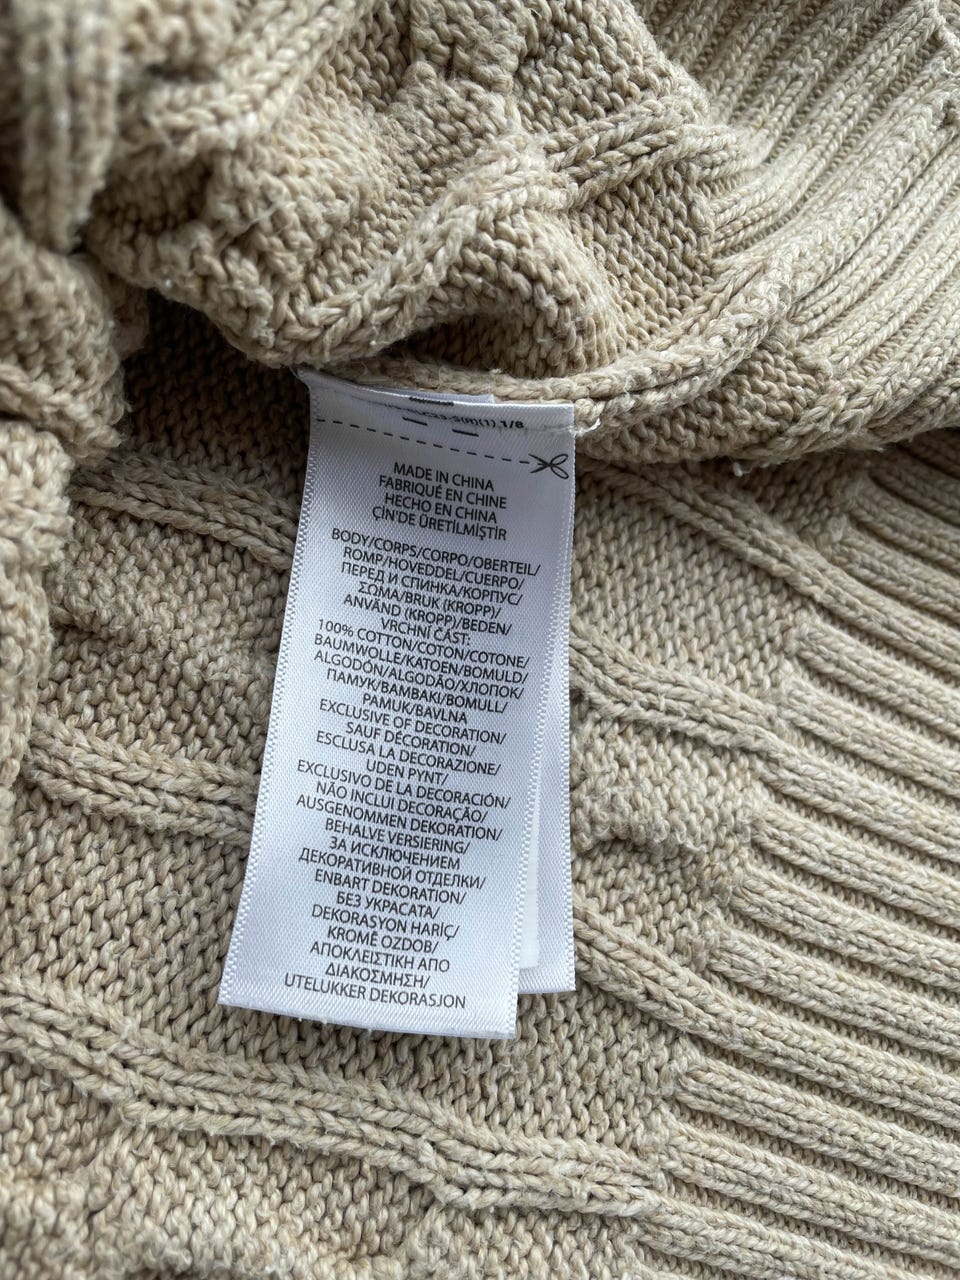 1/8
MADE IN CHINA
FABRIQUÉ EN CHINE
HECHO EN CHINA
ÇİN'DE ÜRETİLMİŞTİR
BODY/CORPS/CORPO/OBERTEIL/
ROMP/HOVEDDEL/CUERPO/
ПЕРЕД И СПИНКА/КОРПУС/
ΣΩΜΑ/BRUK (KROPP)/
ANVÄND (KROPP)/BEDEN/
VRCHNÍ ČÁST:
100% COTTON/COTON/COTONE/
BAUMWOLLE/KATOEN/BOMULD/
ALGODÓN/ALGODÃO/ХЛОПОК/
ПАМУК/ΒΑΜΒΑΚΙ/BOMULL/
PAMUK/BAVLNA
EXCLUSIVE OF DECORATION/
SAUF DÉCORATION/
ESCLUSA LA DECORAZIONE/
UDEN PYNT/
EXCLUSIVO DE LA DECORACIÓN/
NÃO INCLUI DECORAÇÃO/
AUSGENOMMEN DEKORATION/
BEHALVE VERSIERING/
ЗА ИСКЛЮЧЕНИЕМ
ДЕКОРАТИВНОЙ ОТДЕЛКИ/
ENBART DEKORATION/
БЕЗ УКРАСАТА/
DEKORASYON HARİÇ/
KROMĚ OZDOB/
ΑΠΟΚΛΕΙΣΤΙΚΗ ΑΠΟ
ΔΙΑΚΟΣΜΗΣΗ/
UTELUKKER DEKORASJON